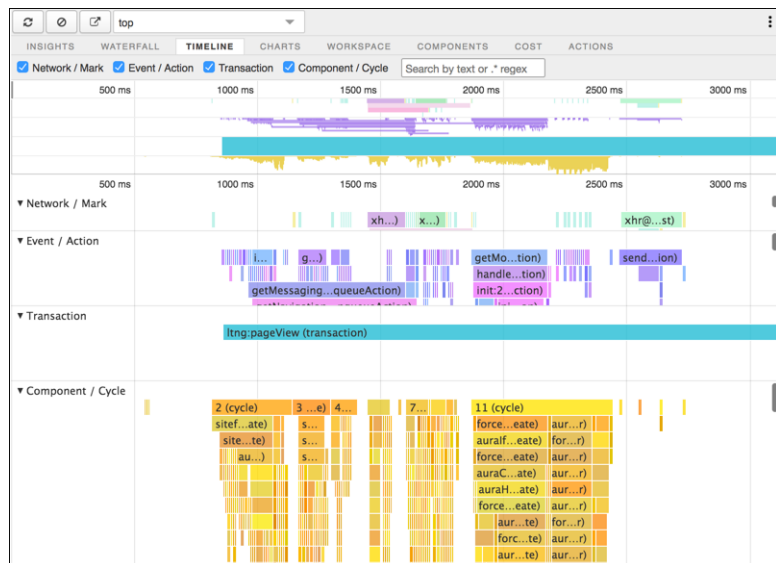 top
INSIGHTS WATERFALL TIMELINE CHARTS WORKSPACE COMPONENTS COST ACTIONS
Network / Mark Event / Action Transaction Component / Cycle Search by text or .* regex
500 ms 1000 ms 1500 ms 2000 ms 2500 ms 3000 ms
500 ms 1000 ms 1500 ms 2000 ms 2500 ms 3000 ms
▼ Network / Mark
xh...) x...) xhr@...st)
▼ Event / Action
i... g...) getMo...tion) send...ion)
handle...tion)
getMessaging...queueAction) init:2...ction)
▼ Transaction
ltng:pageView (transaction)
▼ Component / Cycle
2 (cycle) 3 ...e) 4... 7... 11 (cycle)
sitef...ate) s... force...eate) aur...r)
site...te) s... auraIf...eate) for...r)
au...) s... force...eate) aur...r)
auraC...ate) aur...r)
auraH...ate) aur...r)
force...eate) aur...r)
aur...te) for...r)
forc...te) aur...r)
aur...te) aur...r)